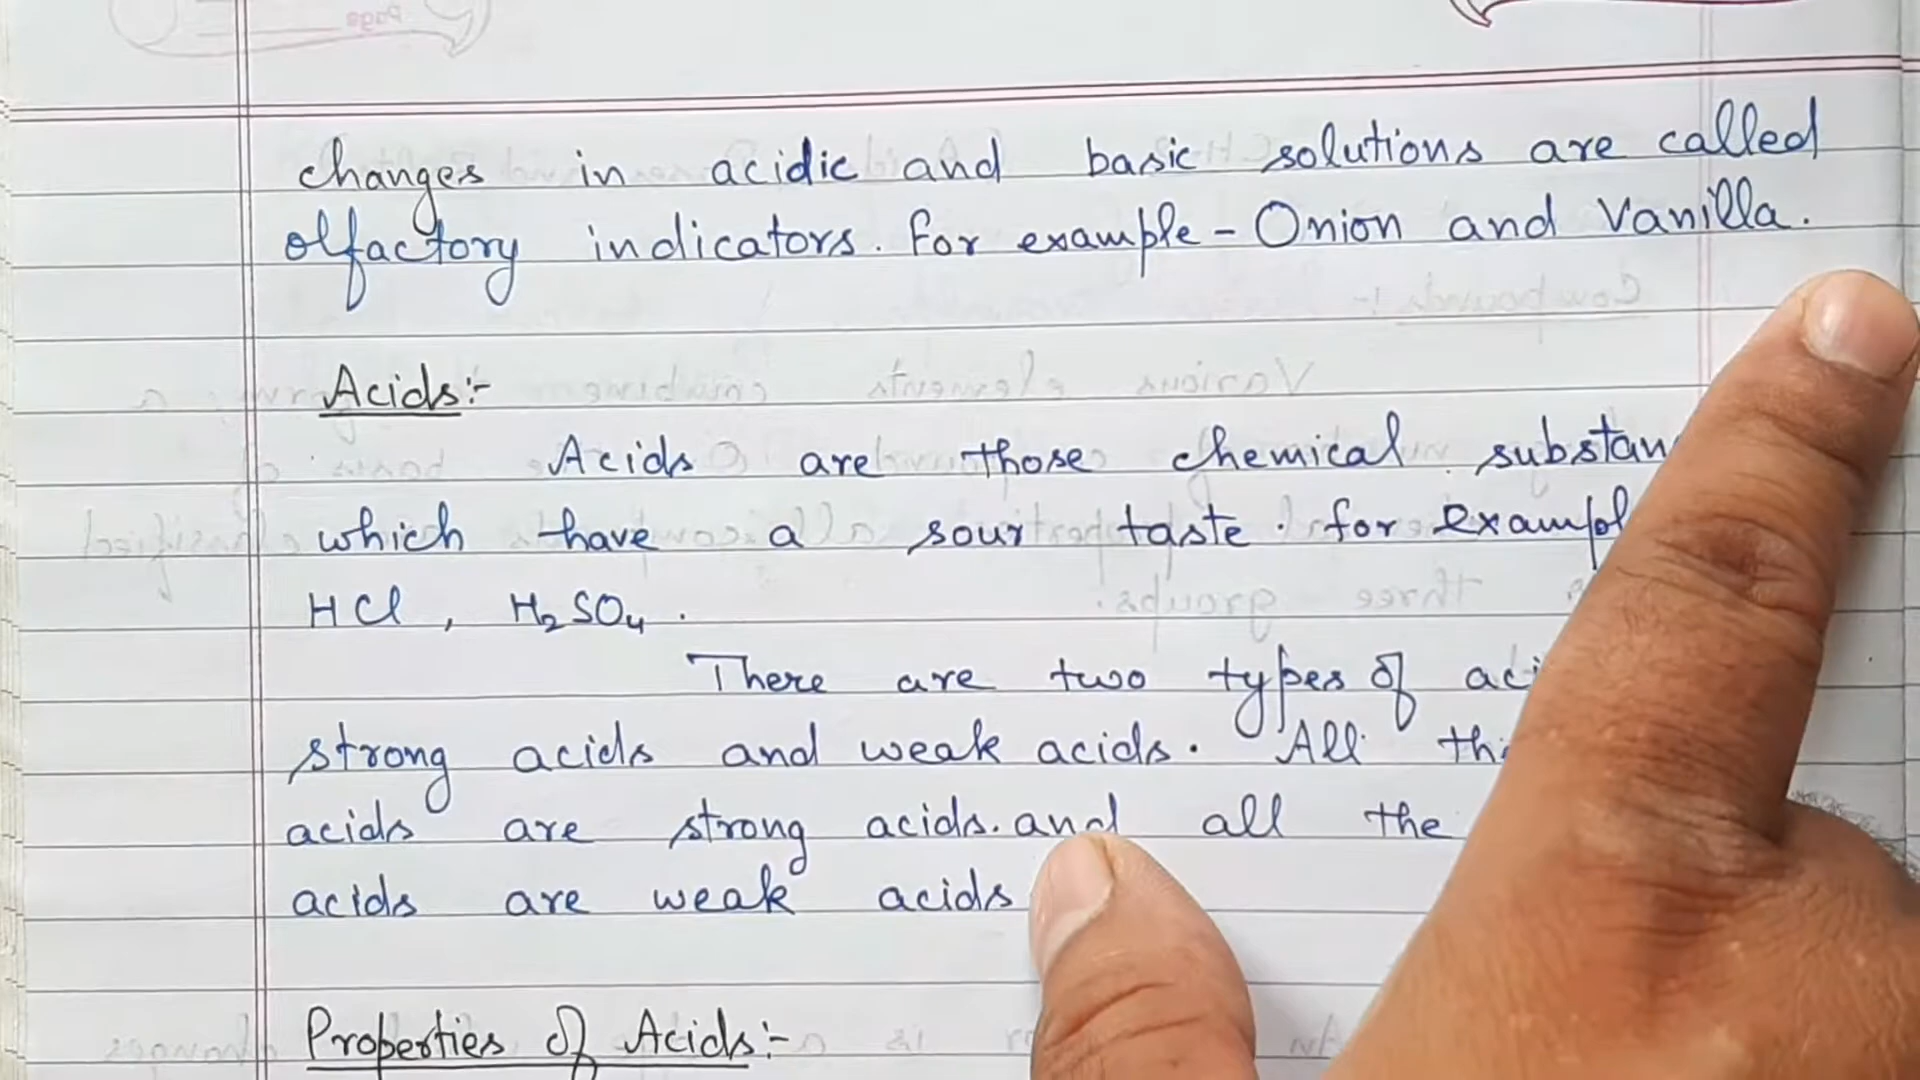 changes in acidic and basic solutions are called
olfactory indicators. For example - Onion and Vanilla.
Acids:-
Acids are those chemical
which have a sour taste. for
HCl, H₂SO₄.
There are two types of
strong acids and weak acids. All
acids are strong acids. and all the
acids are weak acids
Properties of Acids:-